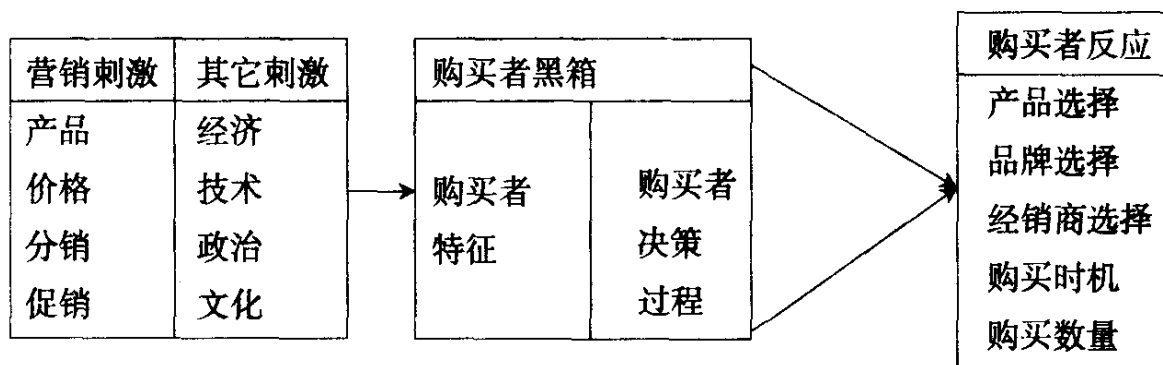 营销刺激
产品
价格
分销
促销
其它刺激
经济
技术
政治
文化
购买者黑箱
购买者
特征
购买者
决策
过程
购买者反应
产品选择
品牌选择
经销商选择
购买时机
购买数量